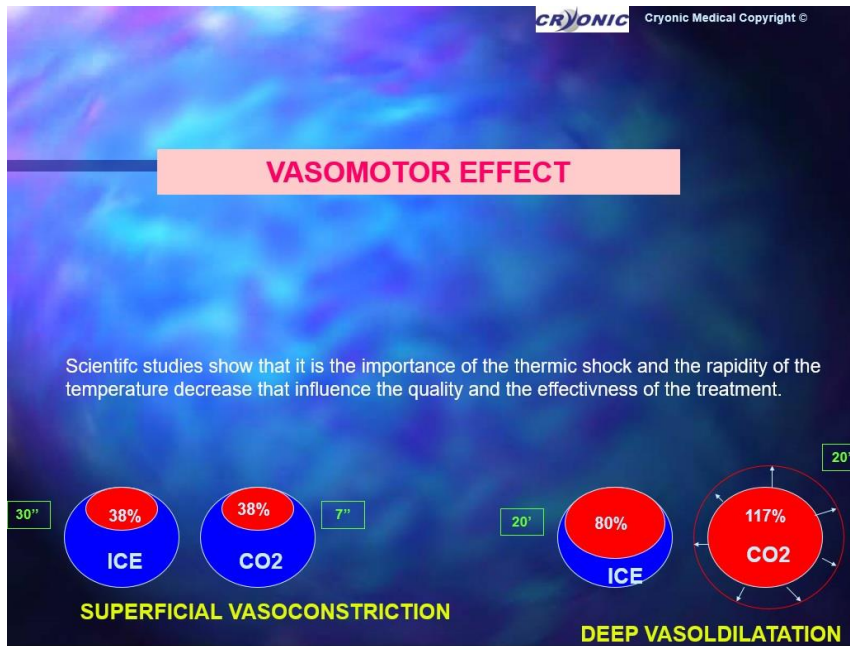 CRYONIC
Cryonic Medical Copyright ©
VASOMOTOR EFFECT
Scientifc studies show that it is the importance of the thermic shock and the rapidity of the
temperature decrease that influence the quality and the effectivness of the treatment.
30”
38%
ICE
38%
CO2
7”
20’
80%
ICE
117%
CO2
20’
SUPERFICIAL VASOCONSTRICTION
DEEP VASOLDILATATION